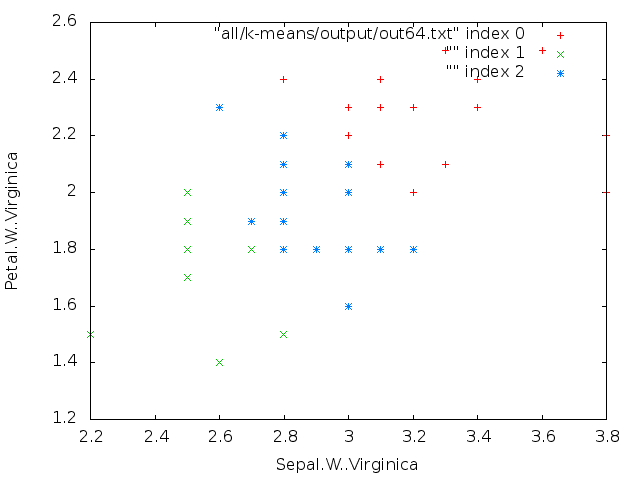 "all/k-means/output/out64.txt" index 0
"" index 1
"" index 2
2.6
2.4
2.2
2
1.8
1.6
1.4
1.2
2.2 2.4 2.6 2.8 3 3.2 3.4 3.6 3.8
Petal.W..Virginica
Sepal.W..Virginica